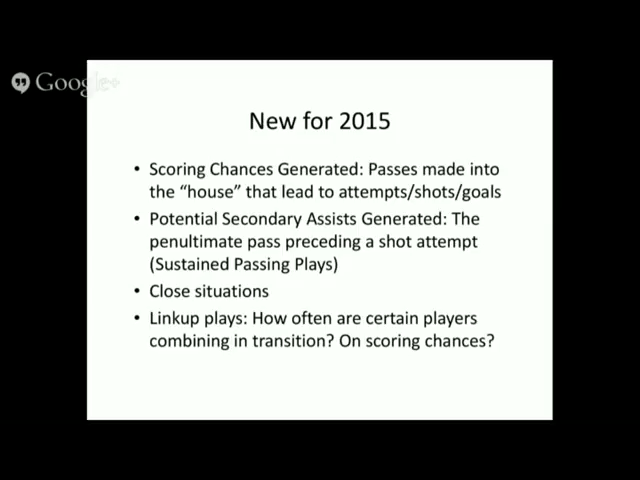 Google+
New for 2015
• Scoring Chances Generated: Passes made into
the “house” that lead to attempts/shots/goals
• Potential Secondary Assists Generated: The
penultimate pass preceding a shot attempt
(Sustained Passing Plays)
• Close situations
• Linkup plays: How often are certain players
combining in transition? On scoring chances?